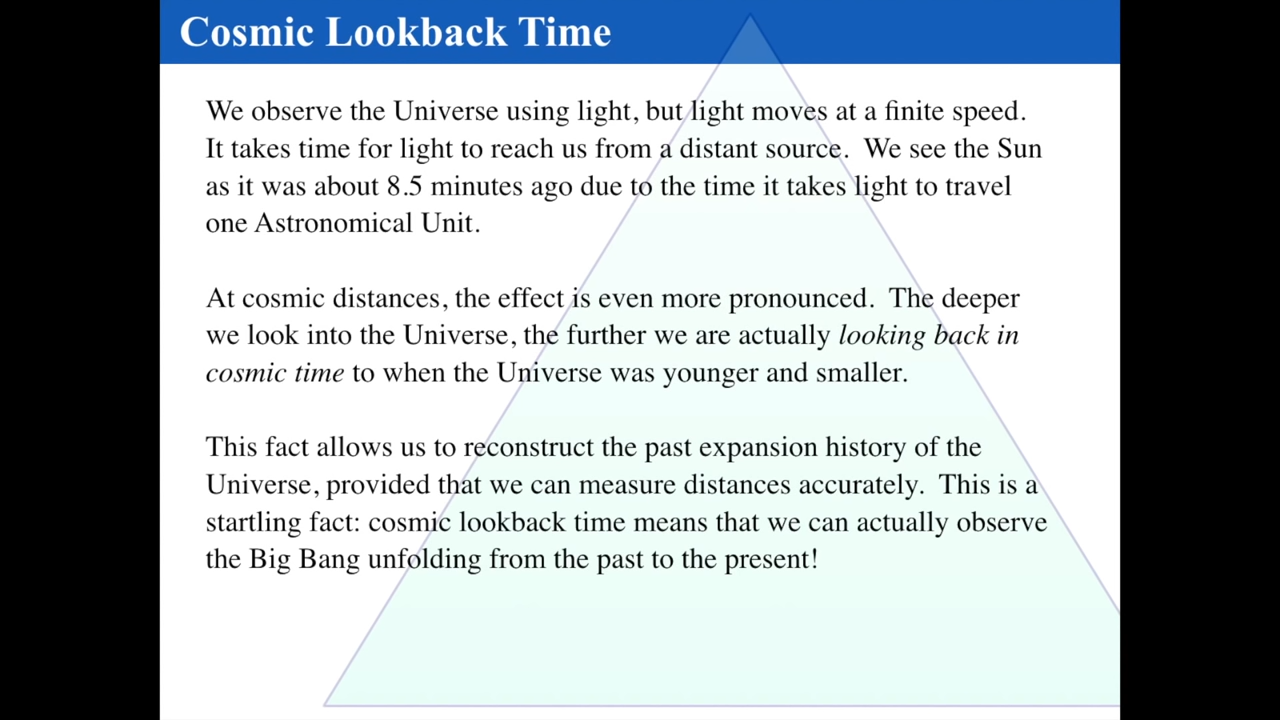 Cosmic Lookback Time
We observe the Universe using light, but light moves at a finite speed.
It takes time for light to reach us from a distant source. We see the Sun
as it was about 8.5 minutes ago due to the time it takes light to travel
one Astronomical Unit.
At cosmic distances, the effect is even more pronounced. The deeper
we look into the Universe, the further we are actually looking back in
cosmic time to when the Universe was younger and smaller.
This fact allows us to reconstruct the past expansion history of the
Universe, provided that we can measure distances accurately. This is a
startling fact: cosmic lookback time means that we can actually observe
the Big Bang unfolding from the past to the present!